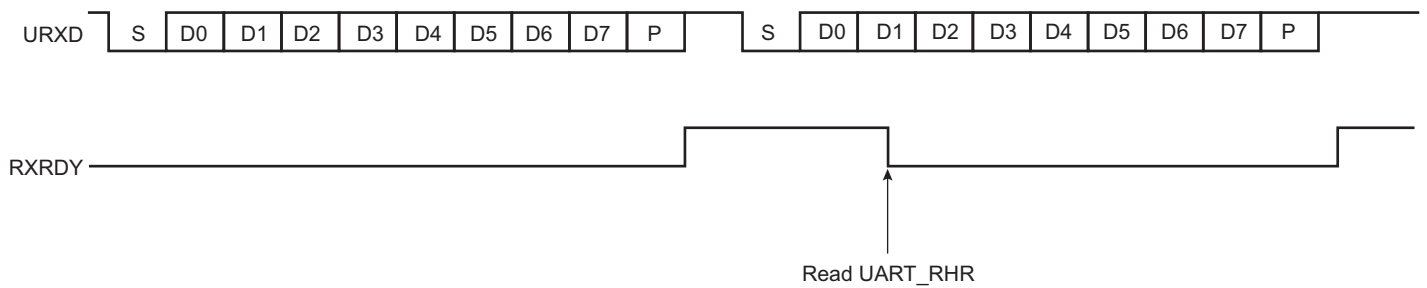 URXD S D0 D1 D2 D3 D4 D5 D6 D7 P S D0 D1 D2 D3 D4 D5 D6 D7 P
RXRDY
Read UART_RHR